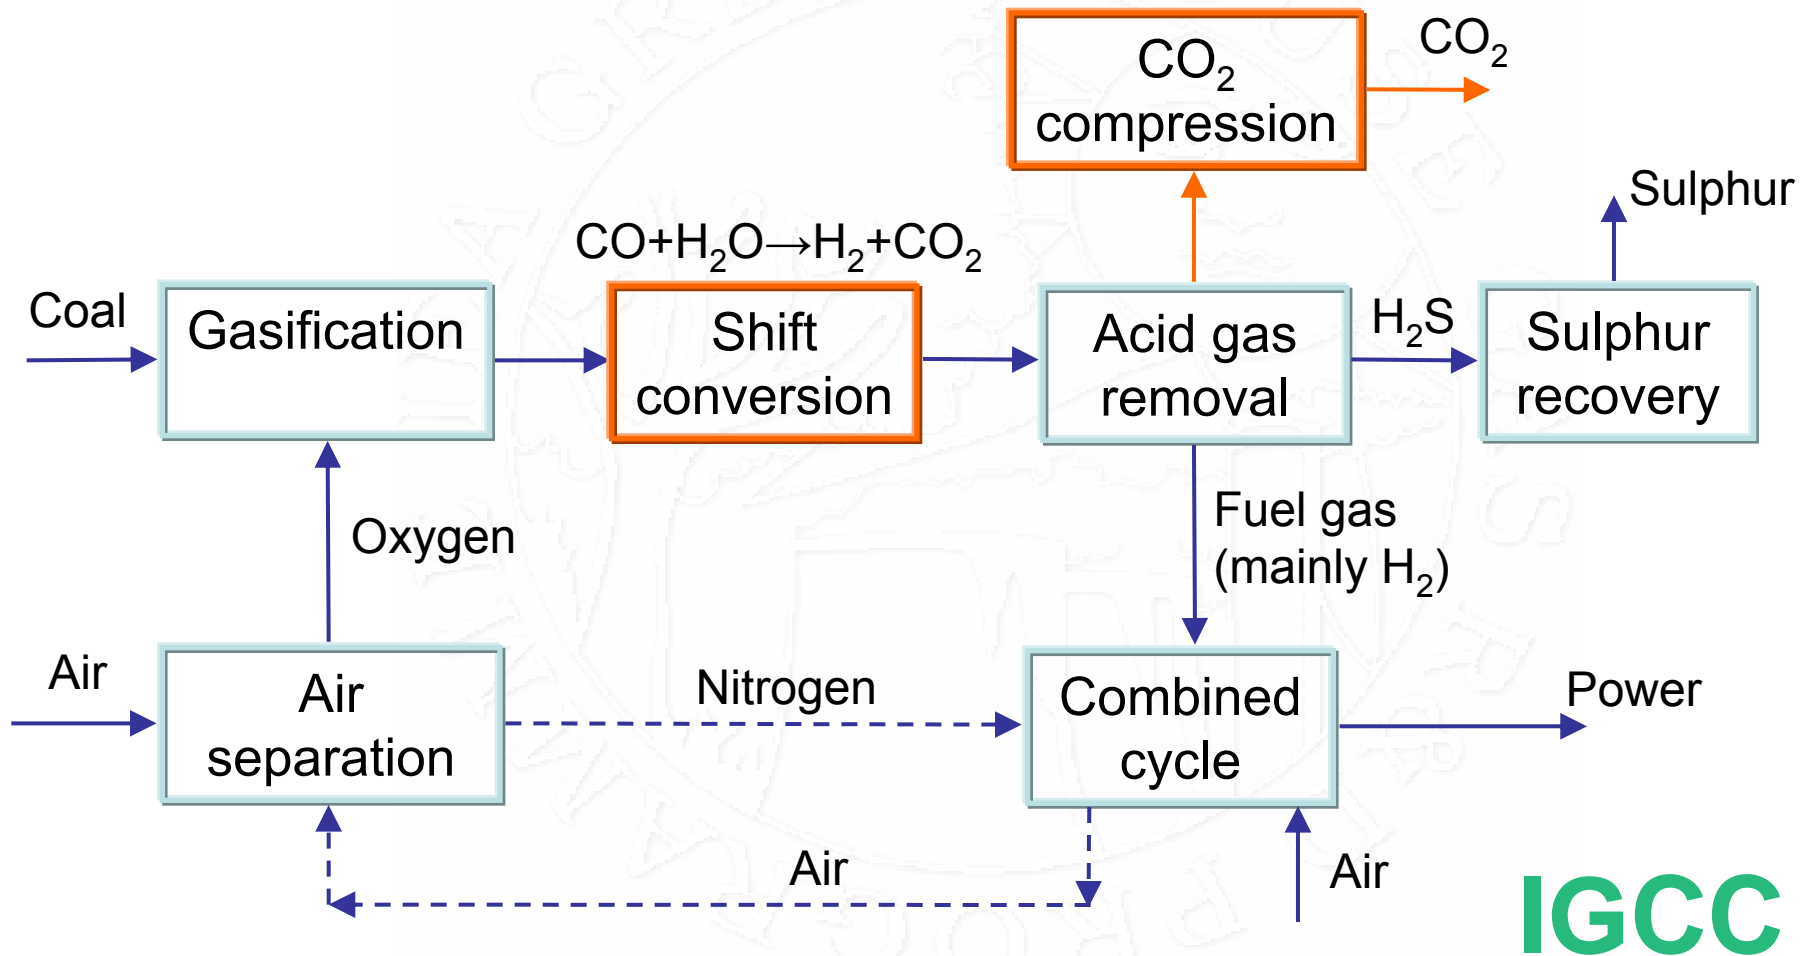 CO₂
compression
CO₂
Sulphur
CO+H₂O→H₂+CO₂
Coal
Gasification
Shift
conversion
Acid gas
removal
H₂S
Sulphur
recovery
Oxygen
Fuel gas
(mainly H₂)
Air
Air
separation
Nitrogen
Combined
cycle
Power
Air
Air
IGCC